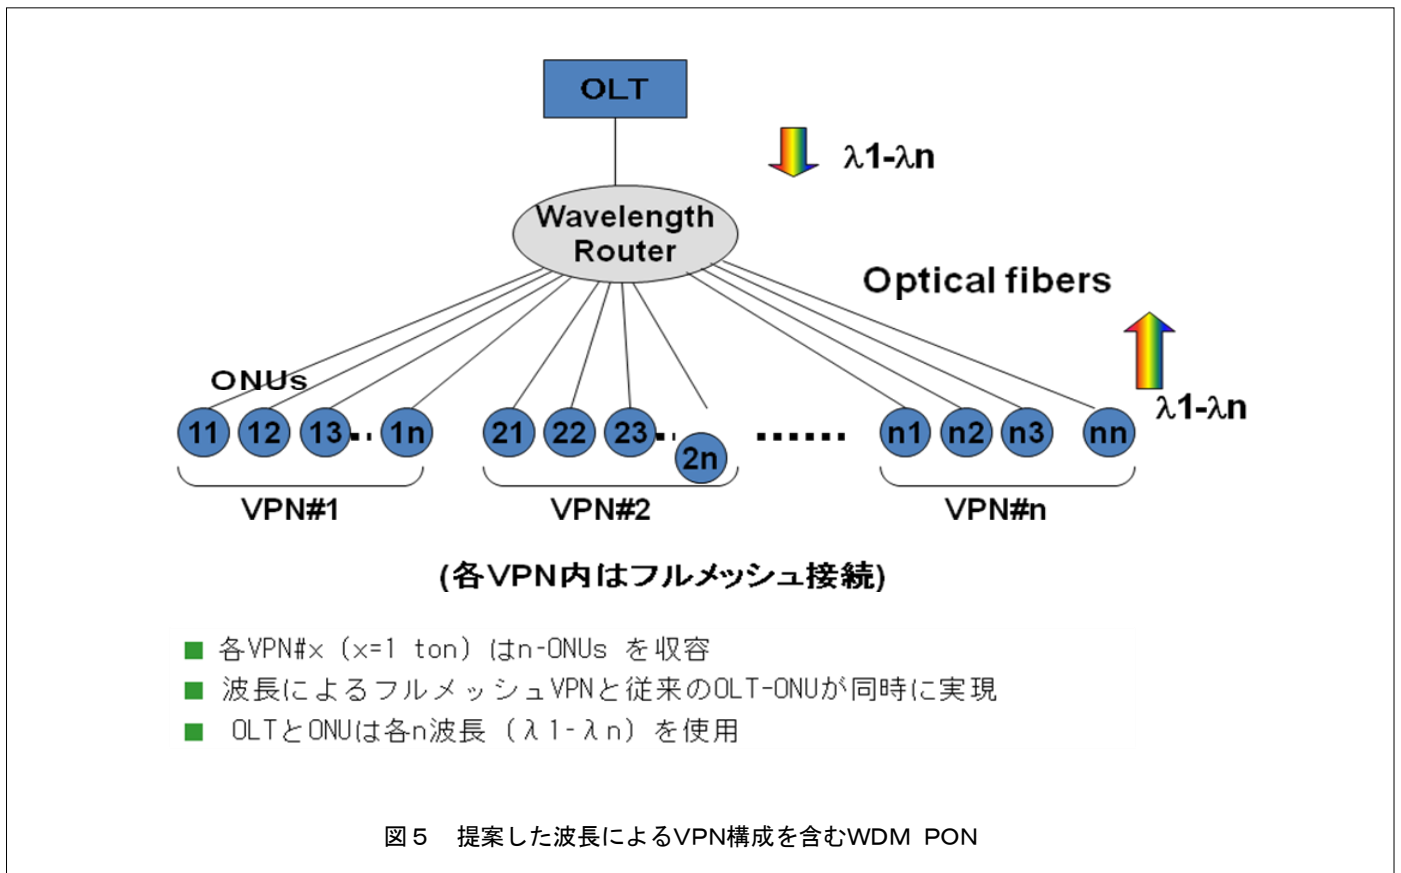 OLT
λ1-λn
Wavelength
Router
Optical fibers
ONUs
λ1-λn
11 12 13 ‥ 1n 21 22 23 ‥ 2n ‥‥‥ n1 n2 n3 nn
VPN#1 VPN#2 VPN#n
(各VPN内はフルメッシュ接続)
■ 各VPN#x (x=1 ton) はn-ONUs を収容
■ 波長によるフルメッシュVPNと従来のOLT-ONUが同時に実現
■ OLTとONUは各n波長 (λ1-λn) を使用
図5 提案した波長によるVPN構成を含むWDM PON